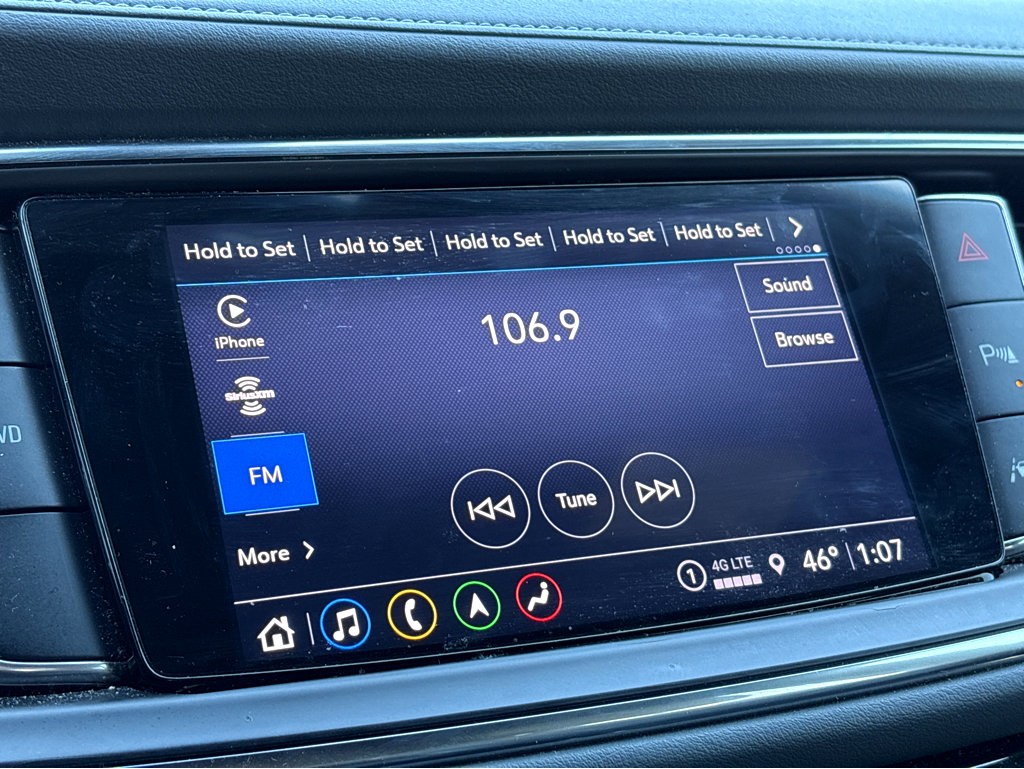 Hold to Set Hold to Set Hold to Set Hold to Set Hold to Set
iPhone
106.9
Sound
Browse
SiriusXM
FM
Tune
More
1 4G LTE 46° 1:07
P